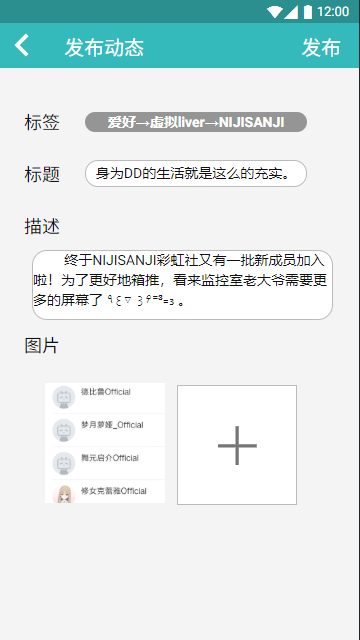 12:00
发布动态 发布
标签 爱好→虚拟liver→NIJISANJI
标题 身为DD的生活就是这么的充实。
描述
终于NIJISANJI彩虹社又有一批新成员加入
啦！为了更好地箱推，看来监控室老大爷需要更
多的屏幕了 ٩꒰▽ ꒱۶⁼³₌₃ 。
图片
德比鲁Official
梦月萝娅_Official
舞元启介Official
修女克蕾雅Official